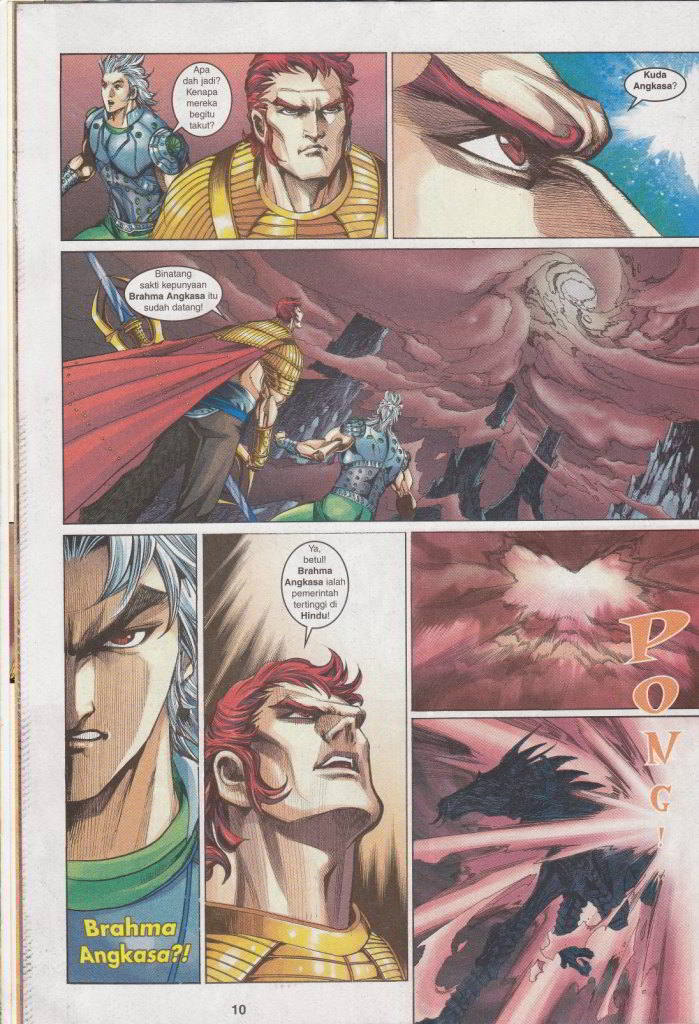 Apa
dah jadi?
Kenapa
mereka
begitu
takut?
Kuda
Angkasa?
Binatang
sakti kepunyaan
Brahma Angkasa itu
sudah datang!
Ya,
betul!
Brahma
Angkasa ialah
pemerintah
tertinggi di
Hindu!
PONG!
Brahma
Angkasa?!
10